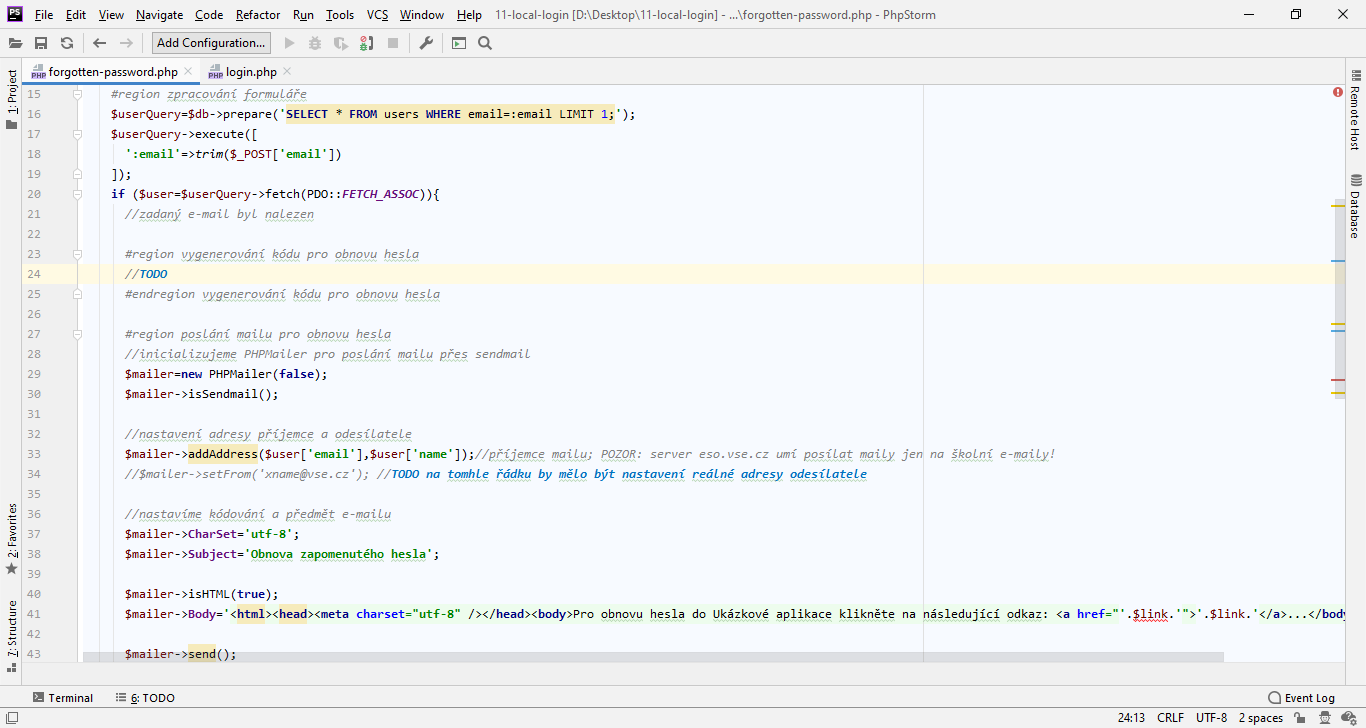 File Edit View Navigate Code Refactor Run Tools VCS Window Help 11-local-login [D:\Desktop\11-local-login] - ...\forgotten-password.php - PhpStorm
Add Configuration...
forgotten-password.php login.php
1: Project
2: Favorites
7: Structure
Remote Host
Database
15 #region zpracování formuláře
16 $userQuery=$db->prepare('SELECT * FROM users WHERE email=:email LIMIT 1;');
17 $userQuery->execute([
18 ':email'=>trim($_POST['email'])
19 ]);
20 if ($user=$userQuery->fetch(PDO::FETCH_ASSOC)){
21 //zadaný e-mail byl nalezen
22
23 #region vygenerování kódu pro obnovu hesla
24 //TODO
25 #endregion vygenerování kódu pro obnovu hesla
26
27 #region poslání mailu pro obnovu hesla
28 //inicializujeme PHPMailer pro poslání mailu přes sendmail
29 $mailer=new PHPMailer(false);
30 $mailer->isSendmail();
31
32 //nastavení adresy příjemce a odesílatele
33 $mailer->addAddress($user['email'],$user['name']);//příjemce mailu; POZOR: server eso.vse.cz umí posílat maily jen na školní e-maily!
34 //$mailer->setFrom('xname@vse.cz'); //TODO na tomhle řádku by mělo být nastavení reálné adresy odesílatele
35
36 //nastavíme kódování a předmět e-mailu
37 $mailer->CharSet='utf-8';
38 $mailer->Subject='Obnova zapomenutého hesla';
39
40 $mailer->isHTML(true);
41 $mailer->Body='<html><head><meta charset="utf-8" /></head><body>Pro obnovu hesla do Ukázkové aplikace klikněte na následující odkaz: <a href="'.$link.'">'.$link.'</a>...</body
42
43 $mailer->send();
Terminal 6: TODO Event Log
24:13 CRLF UTF-8 2 spaces